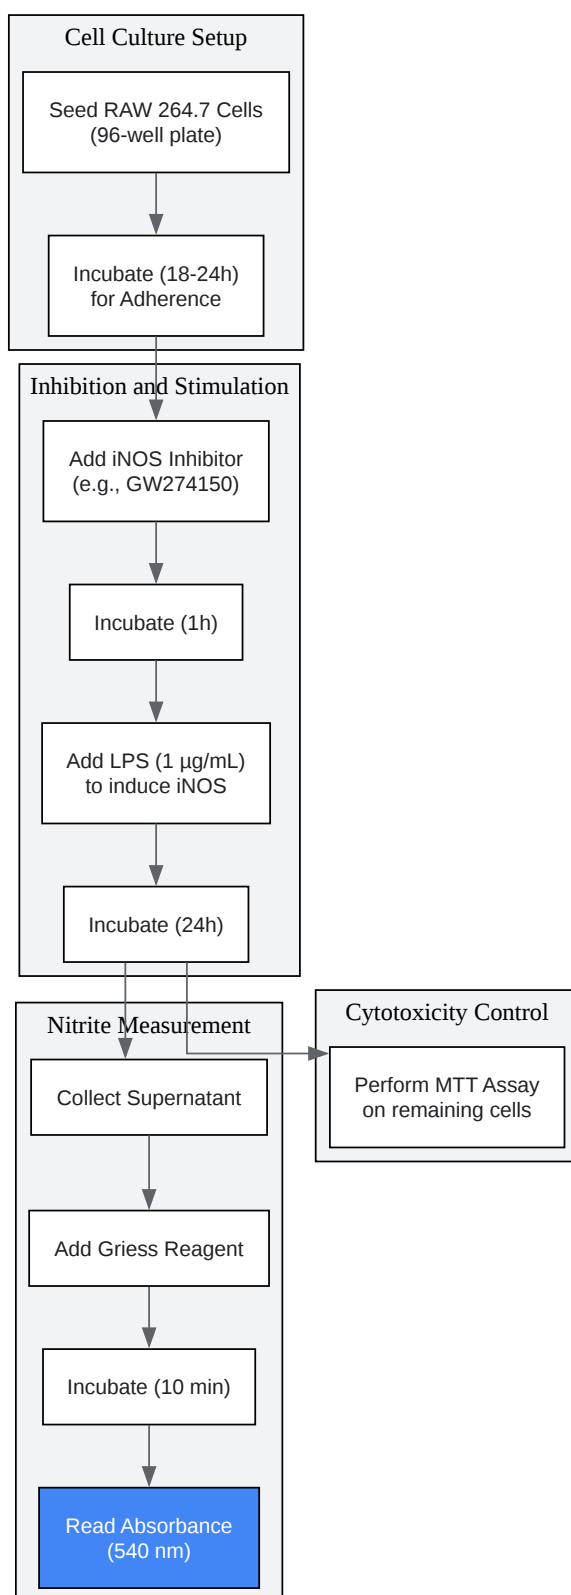 Cell Culture Setup
Seed RAW 264.7 Cells
(96-well plate)
Incubate (18-24h)
for Adherence
Inhibition and Stimulation
Add iNOS Inhibitor
(e.g., GW274150)
Incubate (1h)
Add LPS (1 µg/mL)
to induce iNOS
Incubate (24h)
Nitrite Measurement
Collect Supernatant
Add Griess Reagent
Incubate (10 min)
Read Absorbance
(540 nm)
Cytotoxicity Control
Perform MTT Assay
on remaining cells